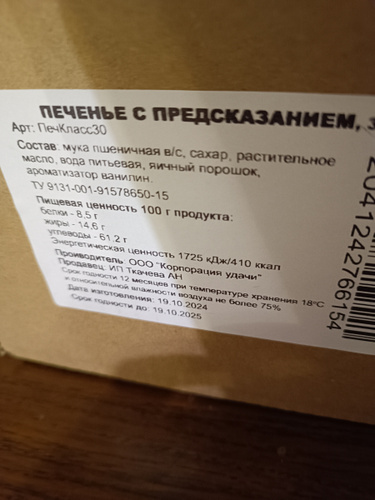 ПЕЧЕНЬЕ С ПРЕДСКАЗАНИЕМ,
Арт: ПечКласс30
Состав: мука пшеничная в/с, сахар, растительное
масло, вода питьевая, яичный порошок,
ароматизатор ванилин.
ТУ 9131-001-91578650-15
Пищевая ценность 100 г продукта:
белки - 8.5 г
жиры - 14.6 г
углеводы - 61.2 г
Энергетическая ценность 1725 кДж/410 ккал
Производитель ООО "Корпорация удачи"
Продавец: ИП Ткачева АН
Срок годности 12 месяцев при температуре хранения 18°С
и относительной влажности воздуха не более 75%
Дата изготовления: 19.10.2024
Срок годности до: 19.10.2025
2041242766154